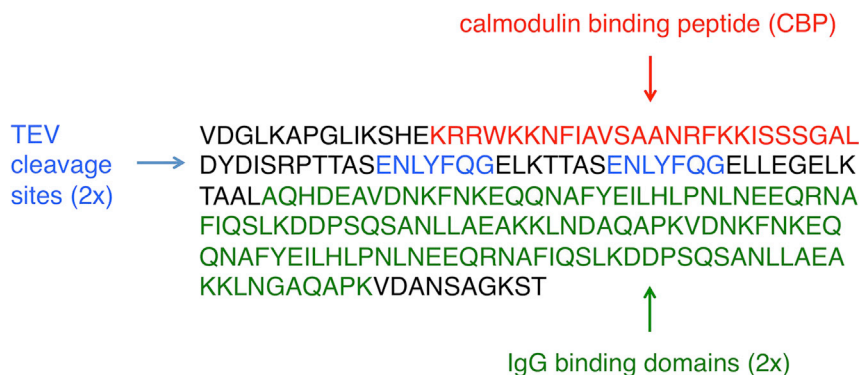 calmodulin binding peptide (CBP)
TEV
cleavage
sites (2x)
VDGLKAPGLIKSHEKRRWKKNFIAVSAANRFKKISSSGAL
DYDISRPTTASENLYFQGELKTTASENLYFQGELLEGELK
TAALAQHDEAVDNKFNKEQQNAFYEILHLPNLNEEQRNA
FIQSLKDDPSQSANLLAEAKKLNDAQAPKVDNKFNKEQ
QNAFYEILHLPNLNEEQRNAFIQSLKDDPSQSANLLAEA
KKLNGAQAPKVDANSAGKST
IgG binding domains (2x)